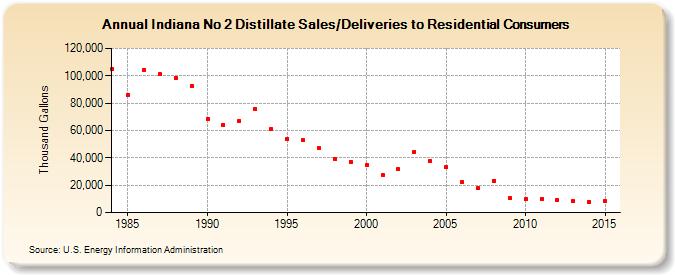 Annual Indiana No 2 Distillate Sales/Deliveries to Residential Consumers
Thousand Gallons
120,000
100,000
80,000
60,000
40,000
20,000
0
1985 1990 1995 2000 2005 2010 2015
Source: U.S. Energy Information Administration